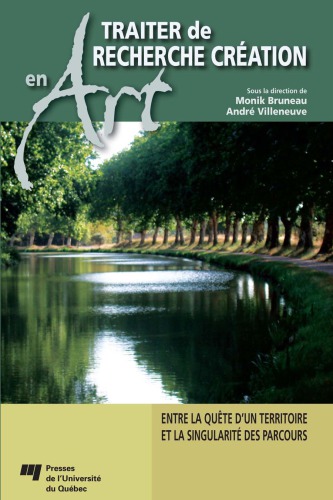 TRAITER de
RECHERCHE CRÉATION
en Art
Sous la direction de
Monik Bruneau
André Villeneuve
ENTRE LA QUÊTE D'UN TERRITOIRE
ET LA SINGULARITÉ DES PARCOURS
Presses
de l'Université
du Québec